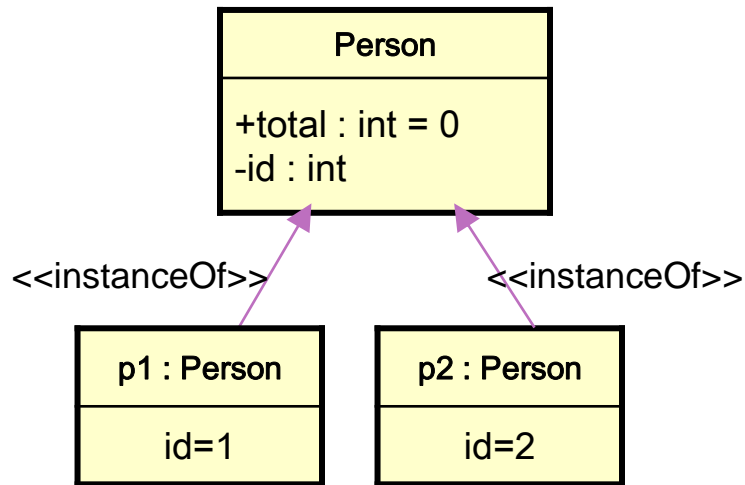 Person
+total : int = 0
-id : int
<<instanceOf>>
<<instanceOf>>
p1 : Person
p2 : Person
id=1
id=2